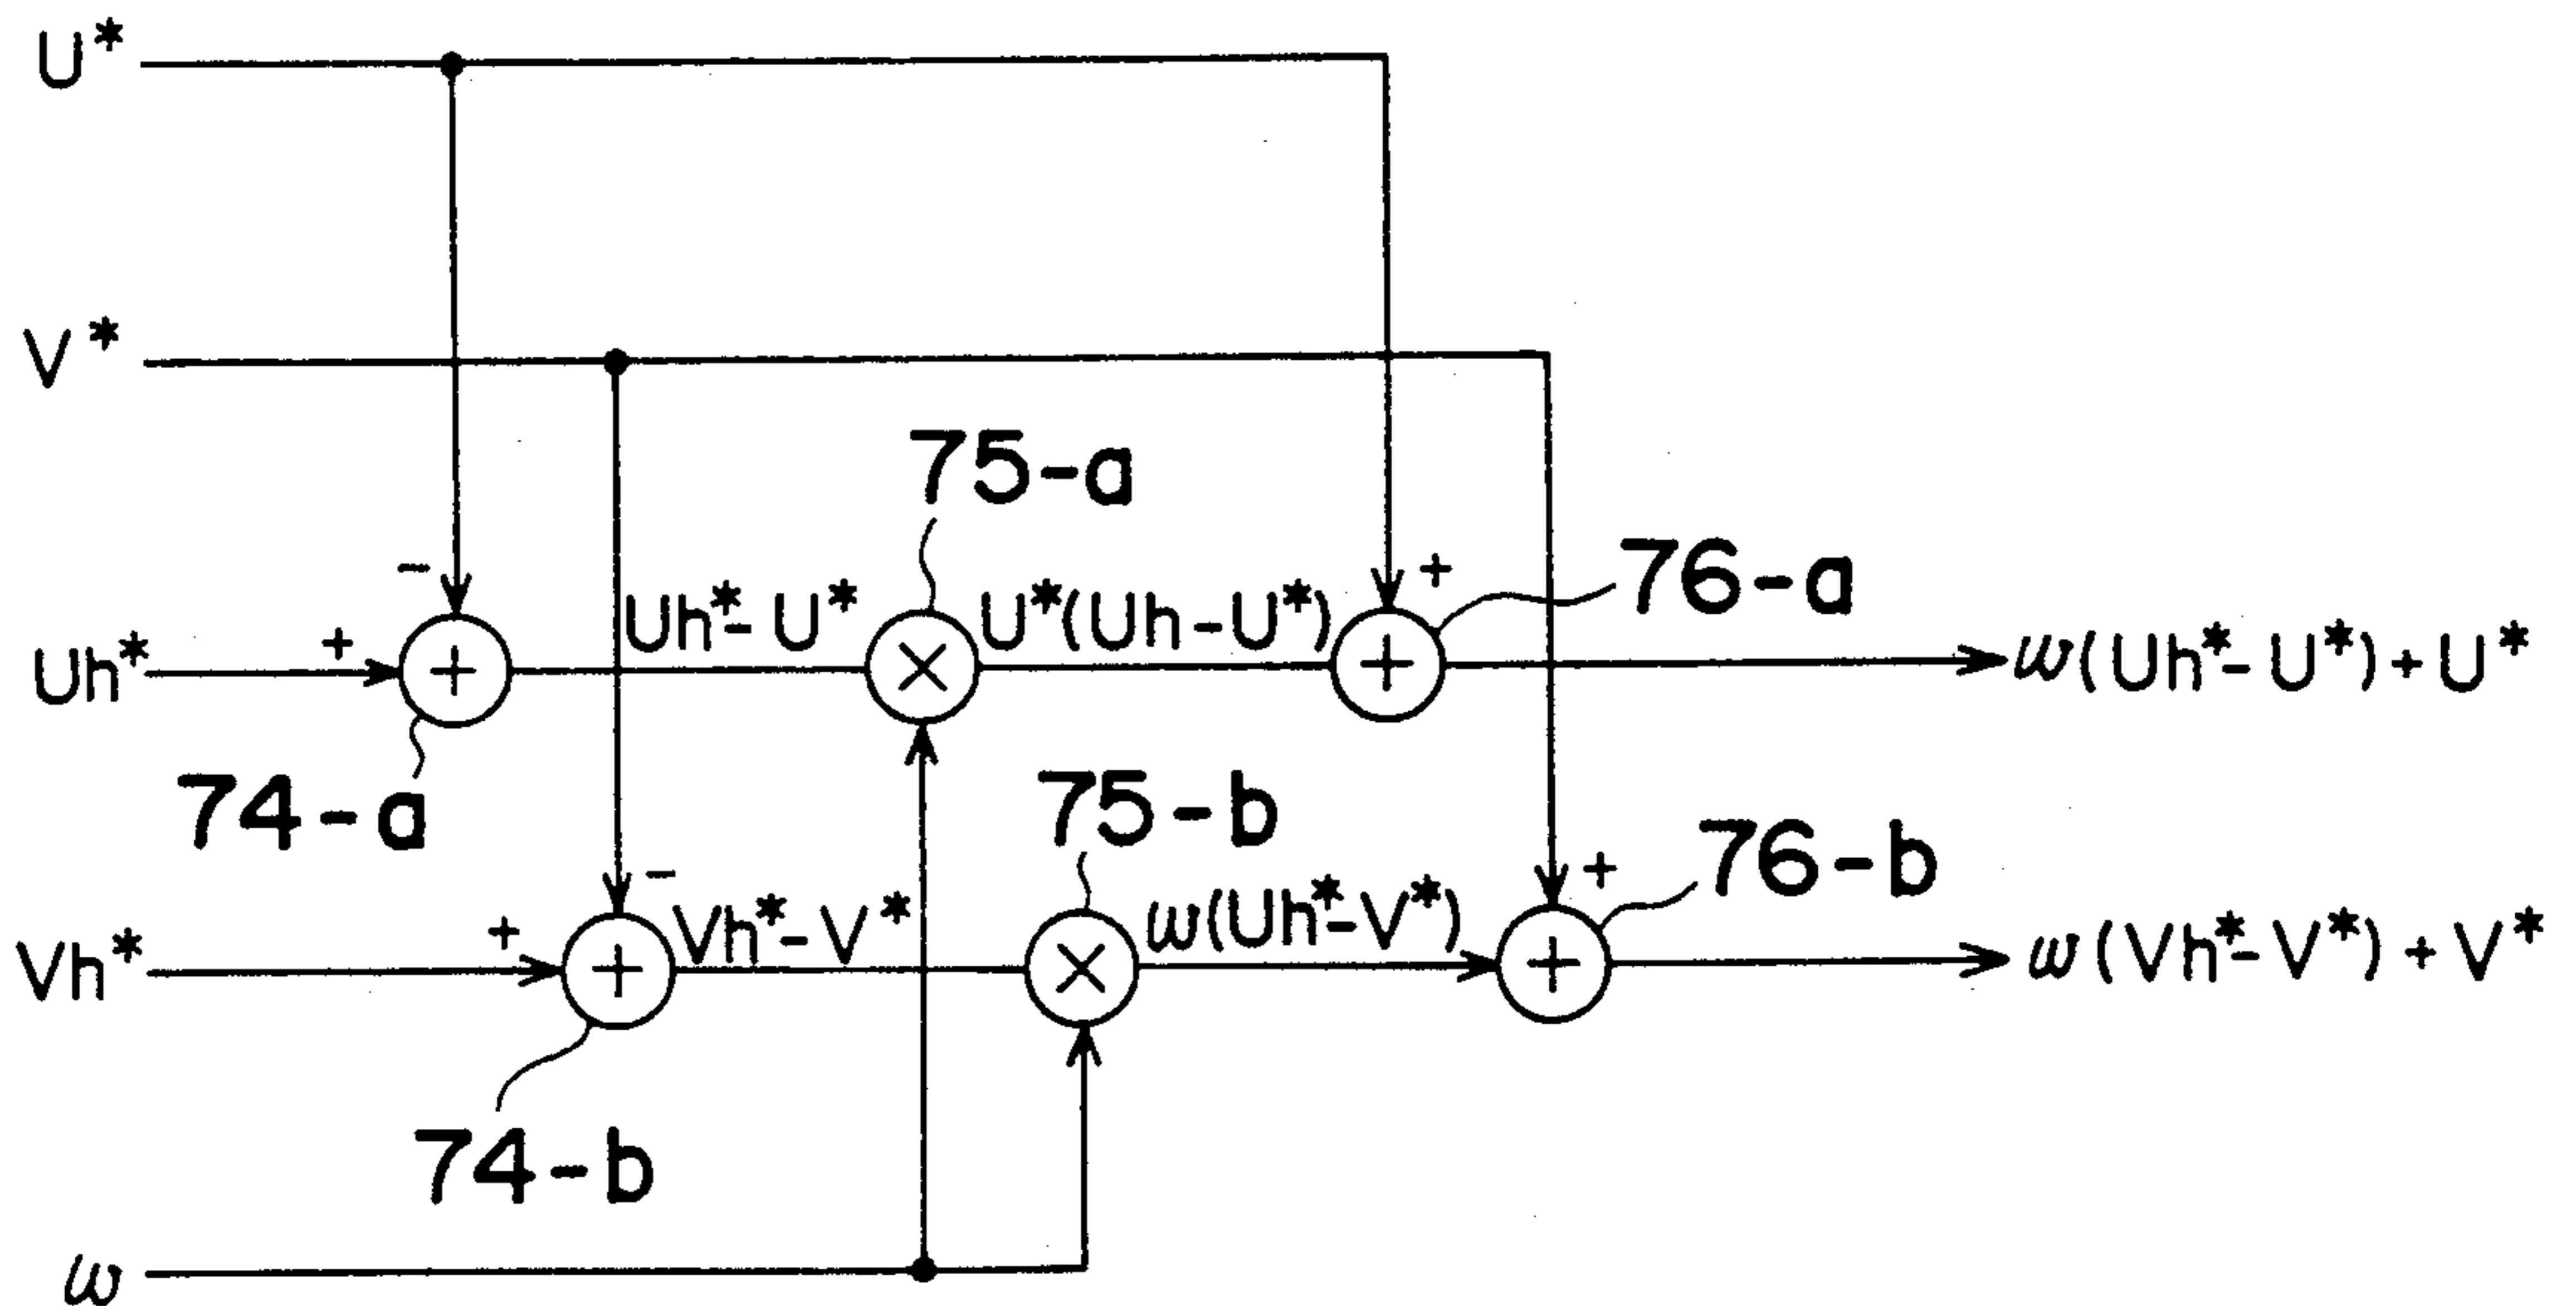 U*
V*
75-a
76-a
−
+
+
Uh*
Uh*-U*
U*(Uh-U*)
ω(Uh*-U*)+U*
74-a
75-b
76-b
−
+
+
Vh*
Vh*-V*
ω(Uh*-V*)
ω(Vh*-V*)+V*
74-b
ω